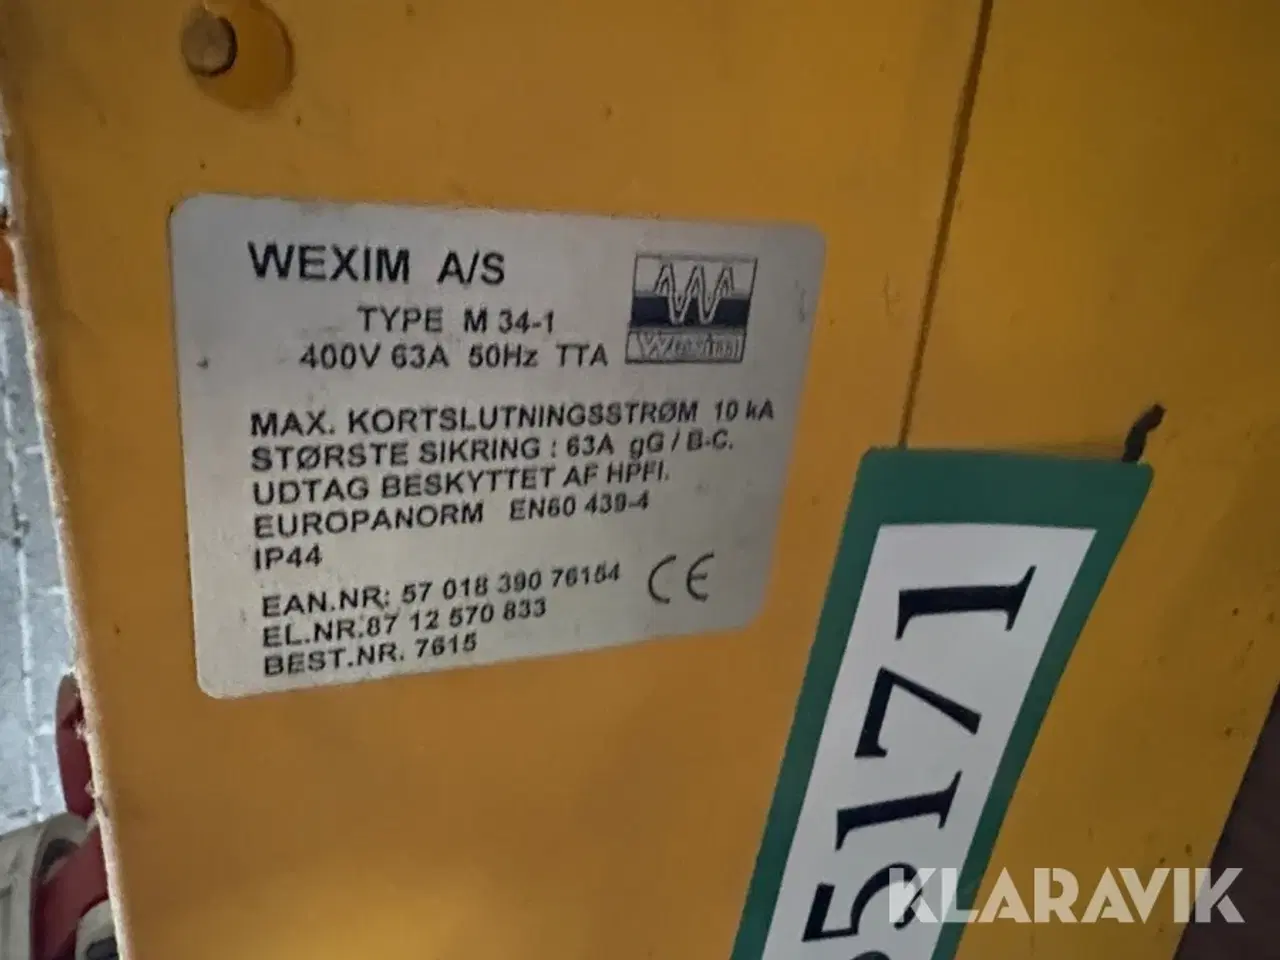 WEXIM A/S
TYPE M 34-1
400V 63A 50Hz TTA
MAX. KORTSLUTNINGSSTRØM 10 kA
STØRSTE SIKRING : 63A gG / B-C.
UDTAG BESKYTTET AF HPFI.
EUROPANORM EN60 439-4
IP44
EAN.NR: 57 018 390 76154
EL.NR.87 12 570 833
BEST.NR. 7615
CE
5171
KLARAVIK